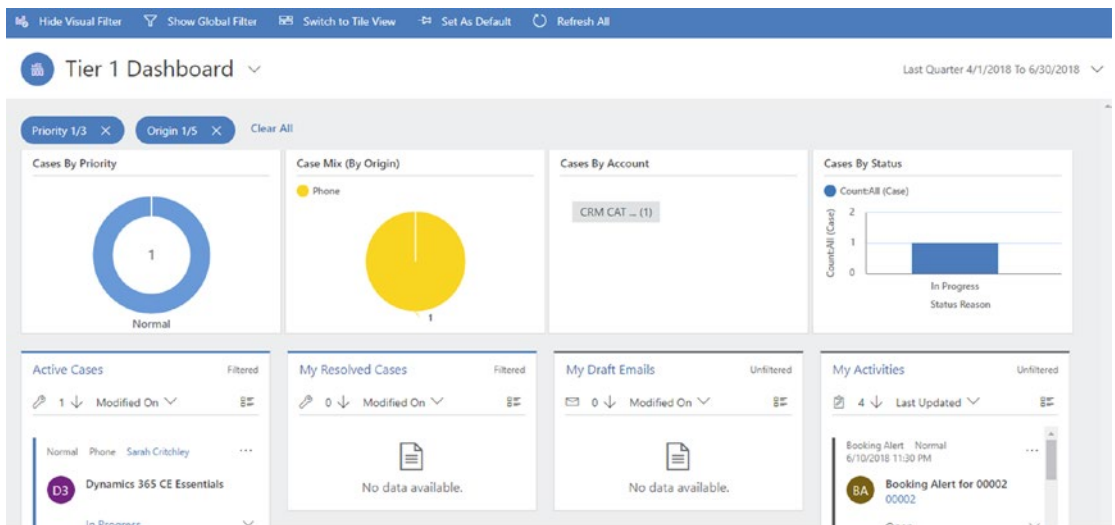 Hide Visual Filter Show Global Filter Switch to Tile View Set As Default Refresh All
Tier 1 Dashboard
Last Quarter 4/1/2018 To 6/30/2018
Priority 1/3 Origin 1/5 Clear All
Cases By Priority
1
Normal
Case Mix (By Origin)
Phone
1
Cases By Account
CRM CAT ... (1)
Cases By Status
Count:All (Case)
Count:All (Case)
2
1
0
In Progress
Status Reason
Active Cases Filtered
1 Modified On
Normal Phone Sarah Critchley
D3 Dynamics 365 CE Essentials
In Progress
My Resolved Cases Filtered
0 Modified On
No data available.
My Draft Emails Unfiltered
0 Modified On
No data available.
My Activities Unfiltered
4 Last Updated
Booking Alert Normal
6/10/2018 11:30 PM
BA Booking Alert for 00002
00002
Open